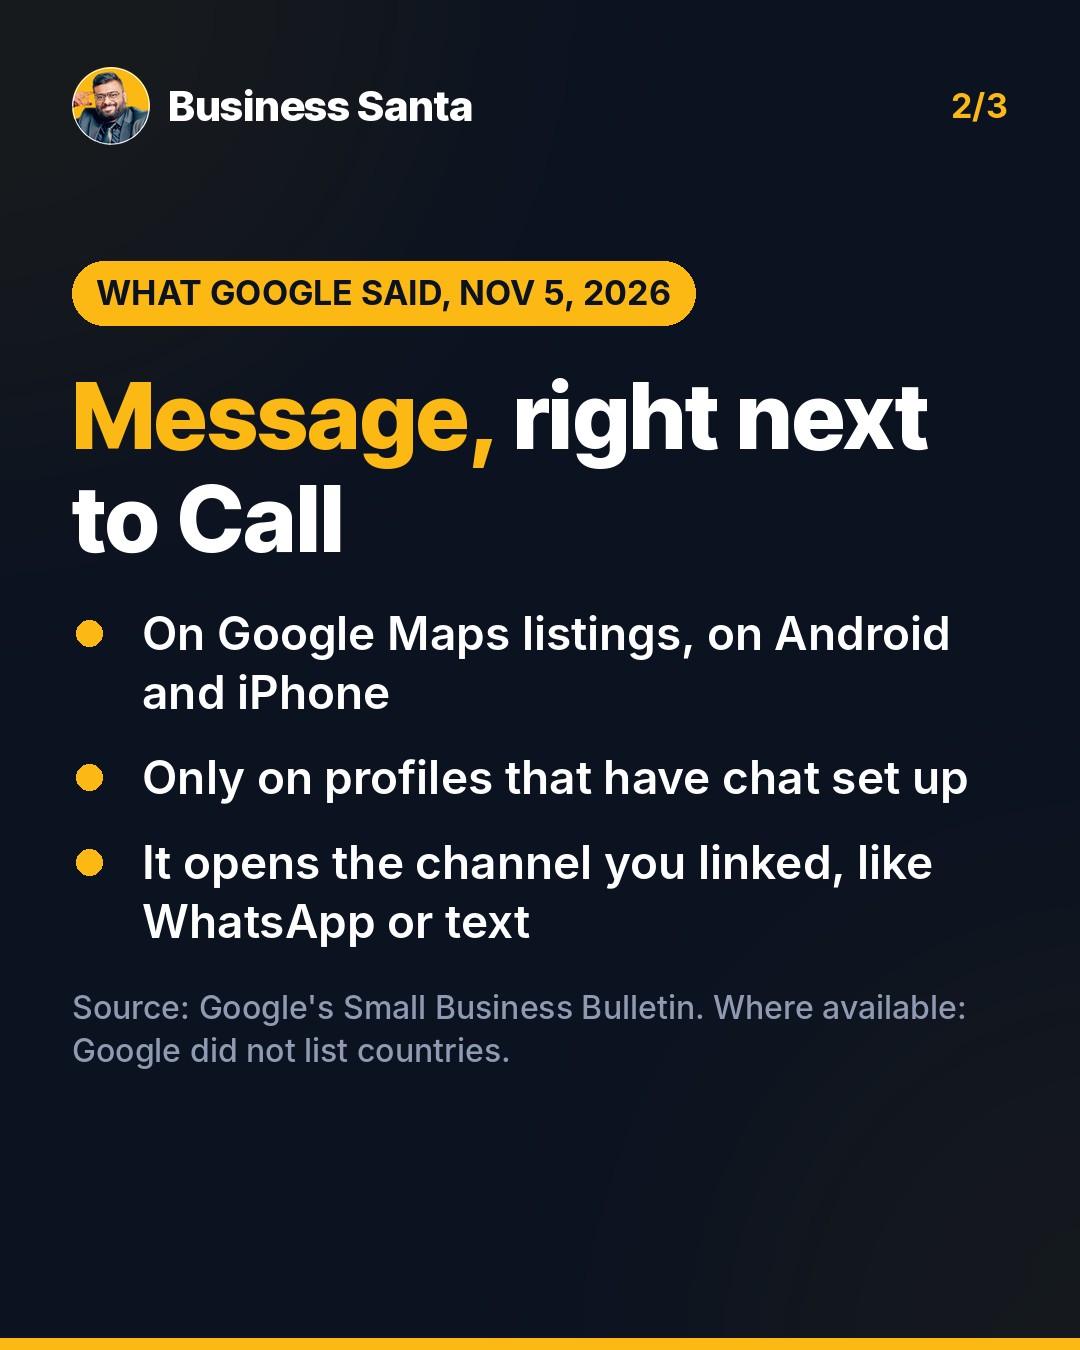 Business Santa
2/3
WHAT GOOGLE SAID, NOV 5, 2026
Message, right next
to Call
On Google Maps listings, on Android
and iPhone
Only on profiles that have chat set up
It opens the channel you linked, like
WhatsApp or text
Source: Google's Small Business Bulletin. Where available:
Google did not list countries.